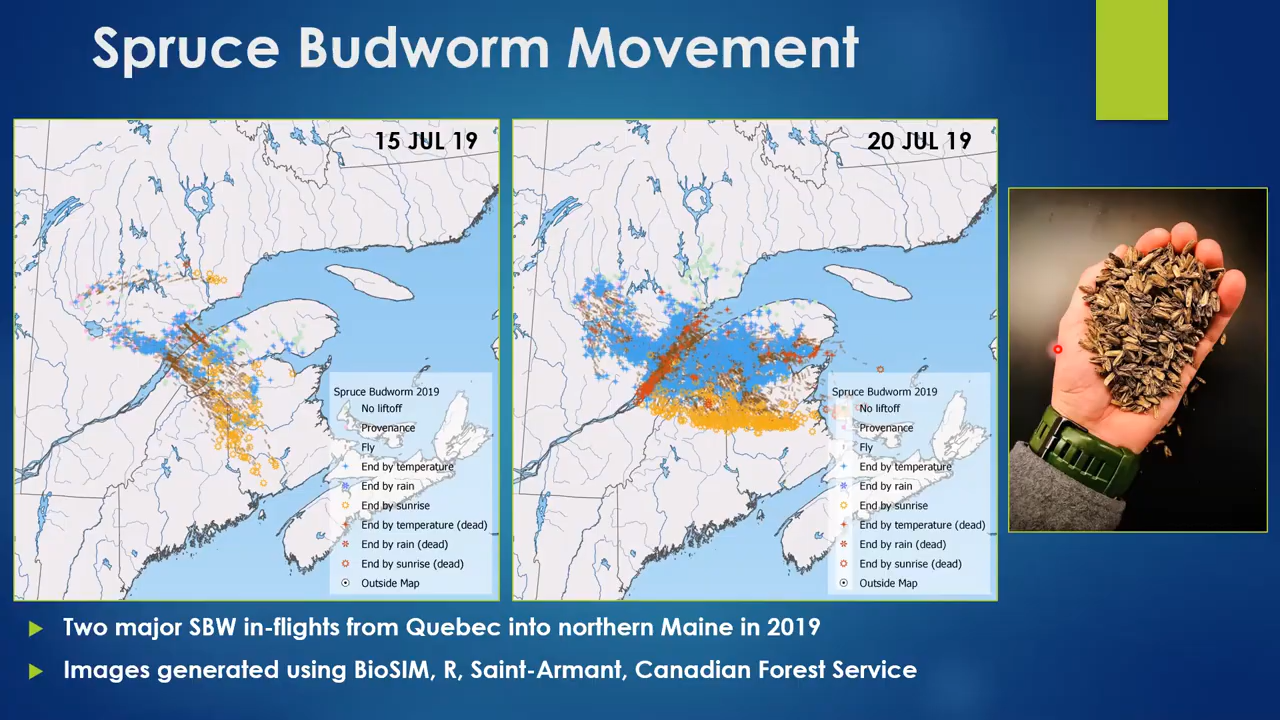 Spruce Budworm Movement
15 JUL 19
Spruce Budworm 2019
No liftoff
Provenance
Fly
End by temperature
End by rain
End by sunrise
End by temperature (dead)
End by rain (dead)
End by sunrise (dead)
Outside Map
20 JUL 19
Spruce Budworm 2019
No liftoff
Provenance
Fly
End by temperature
End by rain
End by sunrise
End by temperature (dead)
End by rain (dead)
End by sunrise (dead)
Outside Map
Two major SBW in-flights from Quebec into northern Maine in 2019
Images generated using BioSIM, R, Saint-Armant, Canadian Forest Service